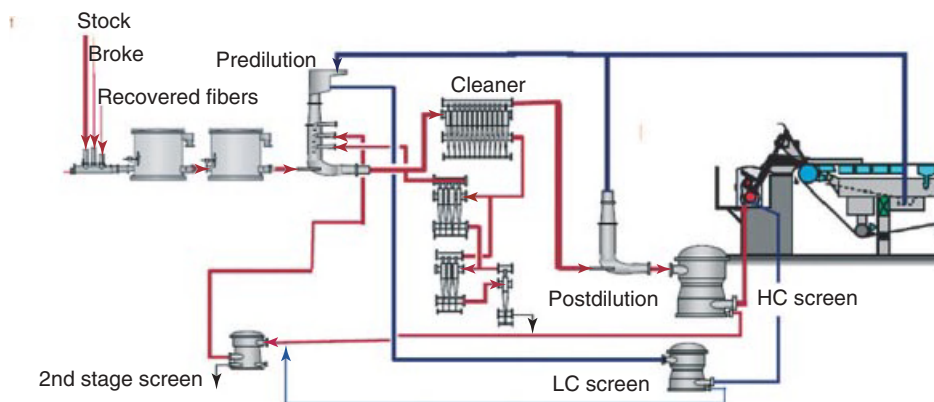 Stock
Broke
Predilution
Recovered fibers
Cleaner
Postdilution
HC screen
2nd stage screen
LC screen